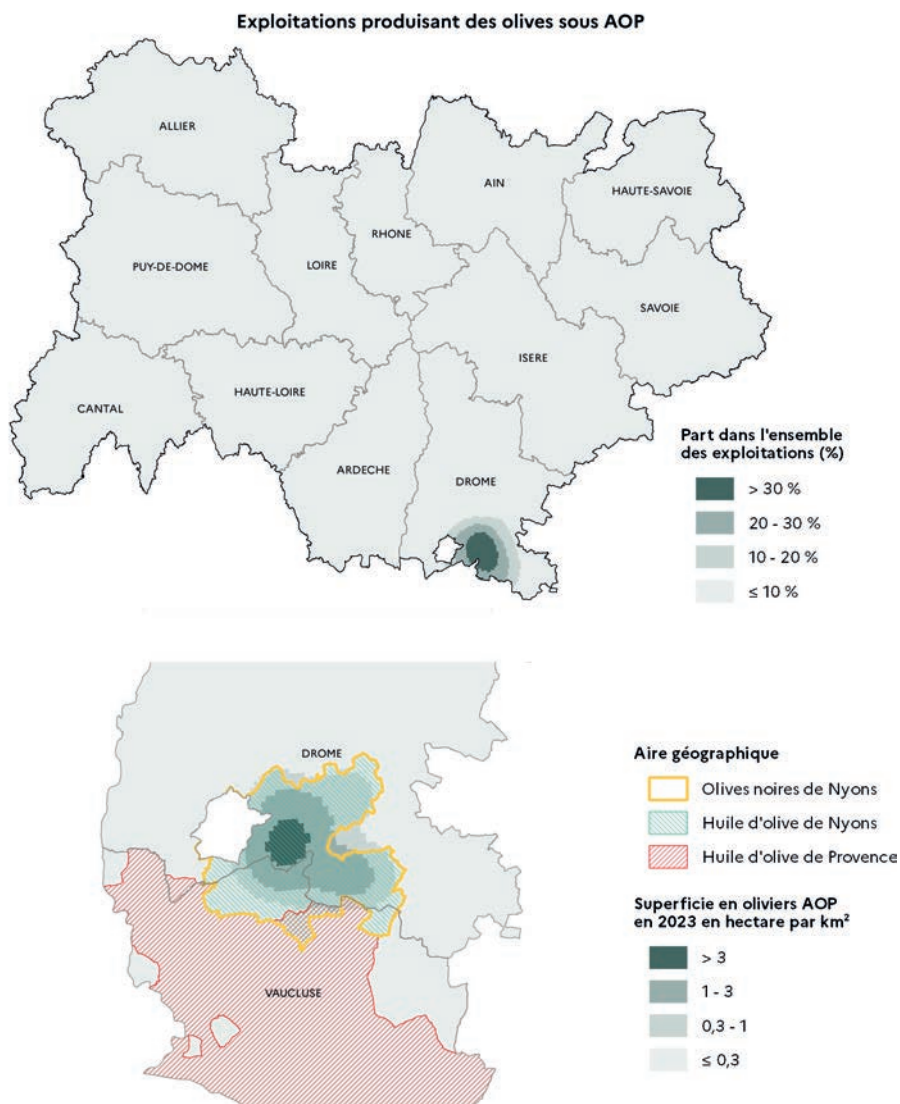 Exploitations produisant des olives sous AOP
ALLIER
AIN
HAUTE-SAVOIE
RHONE
PUY-DE-DOME
LOIRE
SAVOIE
ISERE
HAUTE-LOIRE
CANTAL
ARDECHE
DROME
Part dans l'ensemble
des exploitations (%)
> 30 %
20 - 30 %
10 - 20 %
≤ 10 %
DROME
VAUCLUSE
Aire géographique
Olives noires de Nyons
Huile d'olive de Nyons
Huile d'olive de Provence
Superficie en oliviers AOP
en 2023 en hectare par km²
> 3
1 - 3
0,3 - 1
≤ 0,3